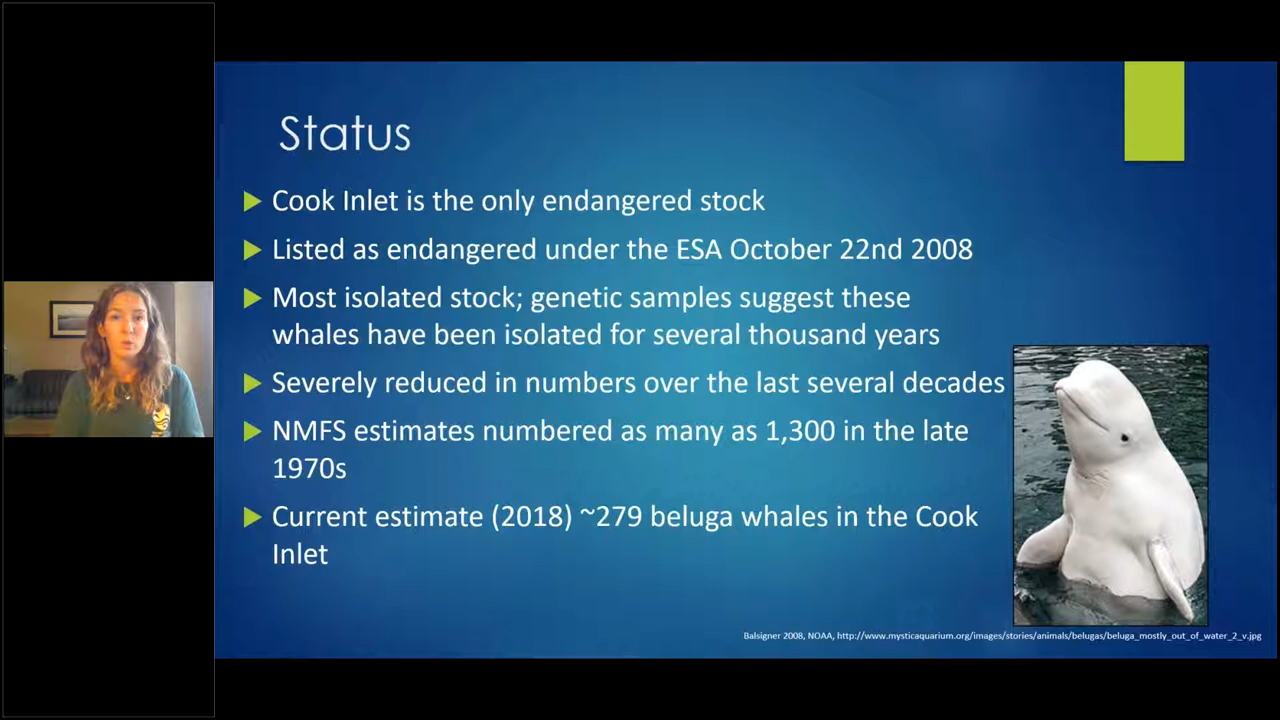 Status
Cook Inlet is the only endangered stock
Listed as endangered under the ESA October 22nd 2008
Most isolated stock; genetic samples suggest these
whales have been isolated for several thousand years
Severely reduced in numbers over the last several decades
NMFS estimates numbered as many as 1,300 in the late
1970s
Current estimate (2018) ~279 beluga whales in the Cook
Inlet
Balsigner 2008, NOAA, http://www.mysticaquarium.org/images/stories/animals/belugas/beluga_mostly_out_of_water_2_v.jpg